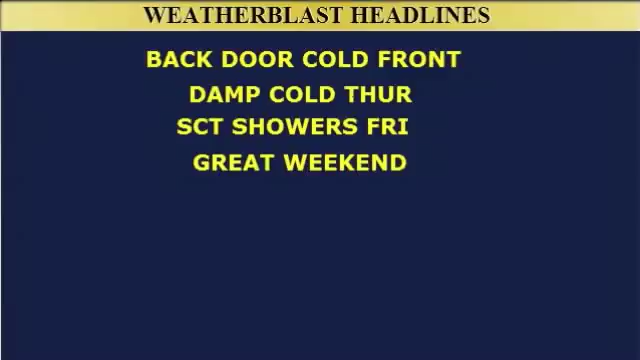 WEATHERBLAST HEADLINES
BACK DOOR COLD FRONT
DAMP COLD THUR
SCT SHOWERS FRI
GREAT WEEKEND